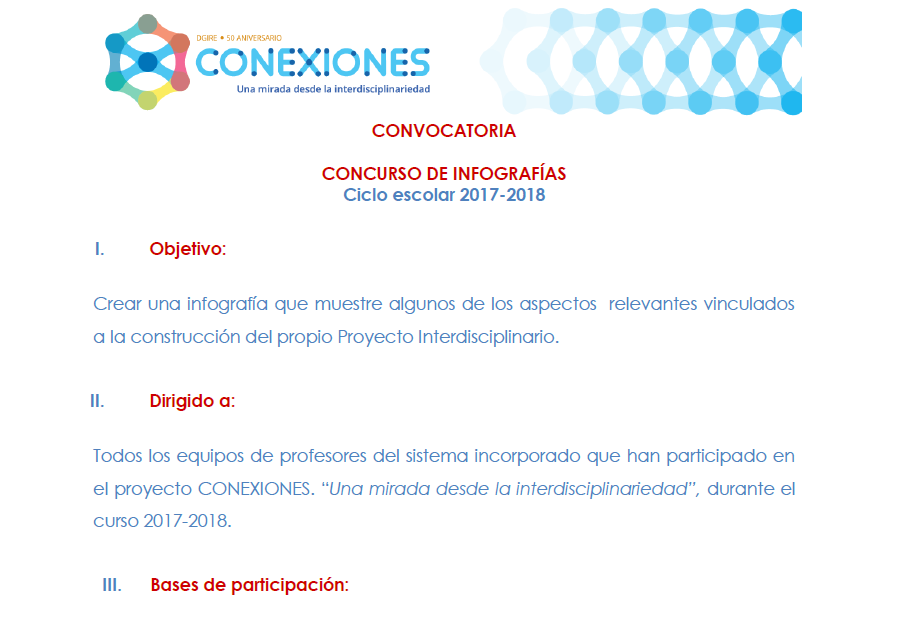 DGIRE • 50 ANIVERSARIO
CONEXIONES
Una mirada desde la interdisciplinariedad
CONVOCATORIA
CONCURSO DE INFOGRAFÍAS
Ciclo escolar 2017-2018
I. Objetivo:
Crear una infografía que muestre algunos de los aspectos relevantes vinculados
a la construcción del propio Proyecto Interdisciplinario.
II. Dirigido a:
Todos los equipos de profesores del sistema incorporado que han participado en
el proyecto CONEXIONES. “Una mirada desde la interdisciplinariedad”, durante el
curso 2017-2018.
III. Bases de participación: